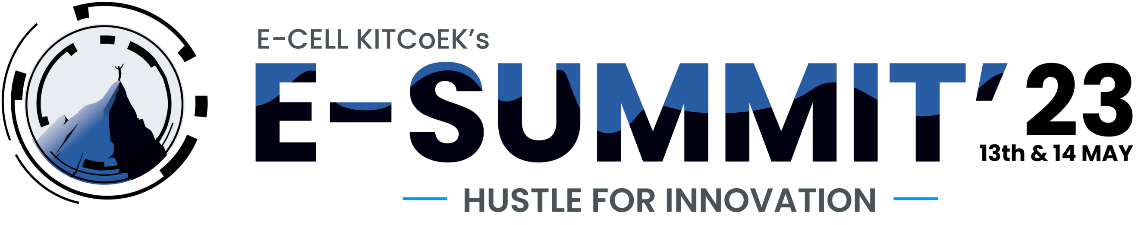 E-CELL KITCoEK’s
E-SUMMIT’23
13th & 14 MAY
HUSTLE FOR INNOVATION